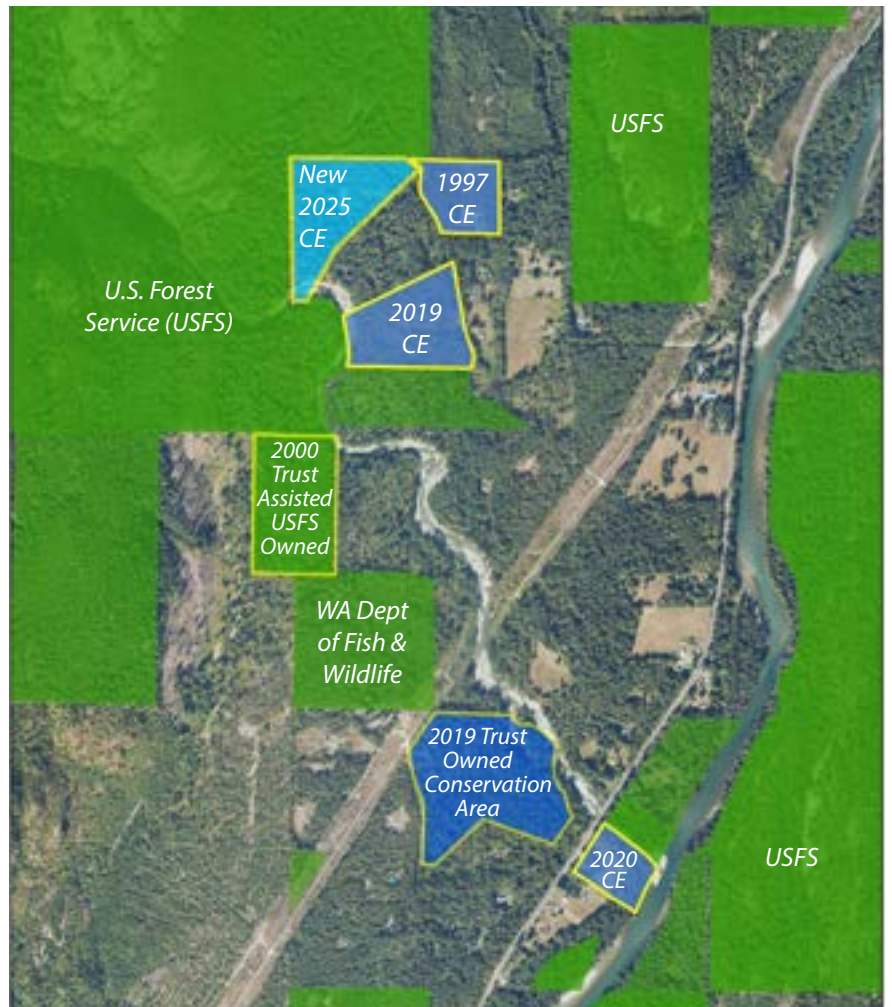 USFS
New
2025
CE
1997
CE
U.S. Forest
Service (USFS)
2019
CE
2000
Trust
Assisted
USFS
Owned
WA Dept
of Fish &
Wildlife
2019 Trust
Owned
Conservation
Area
2020
CE
USFS